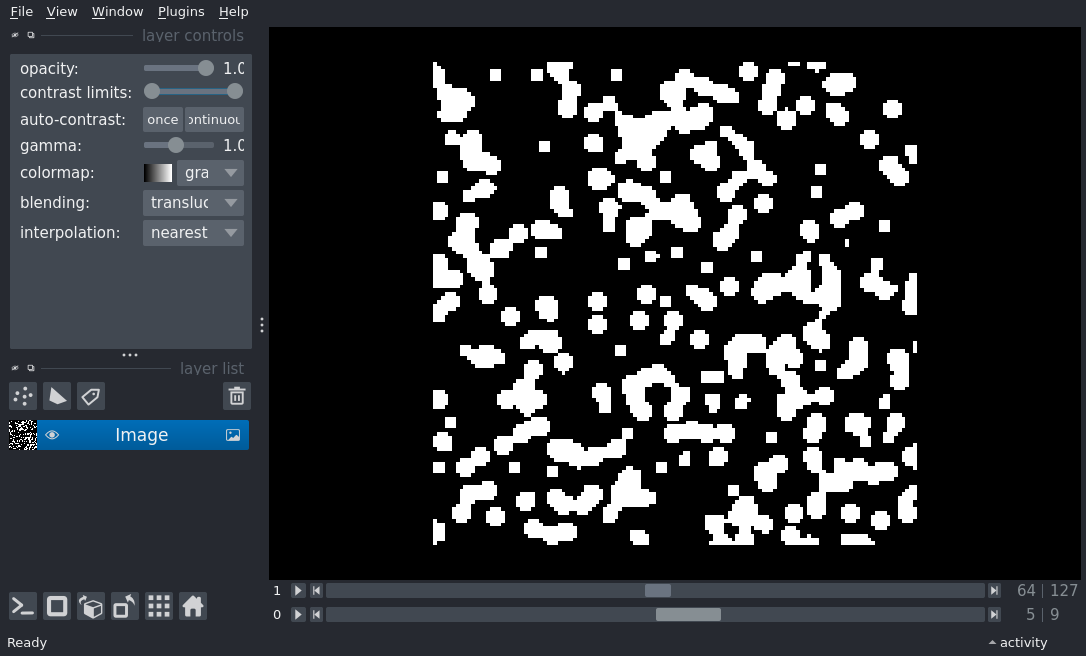 File View Window Plugins Help
layer controls
opacity: 1.0
contrast limits:
auto-contrast: once ontinuou
gamma: 1.0
colormap: gra
blending: transluc
interpolation: nearest
layer list
Image
1 64 | 127
0 5 | 9
Ready activity